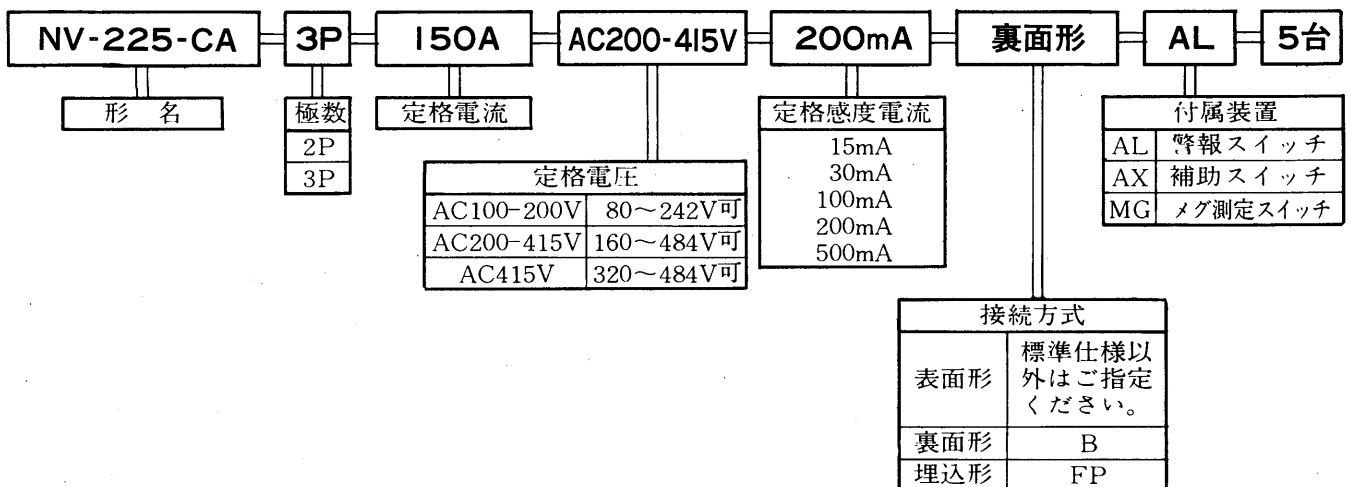 NV-225-CA 3P 150A AC200-415V 200mA 裏面形 AL 5台
形 名
極数
2P
3P
定格電流
定格電圧
AC100-200V 80～242V可
AC200-415V 160～484V可
AC415V 320～484V可
定格感度電流
15mA
30mA
100mA
200mA
500mA
付属装置
AL 警報スイッチ
AX 補助スイッチ
MG メグ測定スイッチ
接続方式
表面形 標準仕様以
外はご指定
ください。
裏面形 B
埋込形 FP